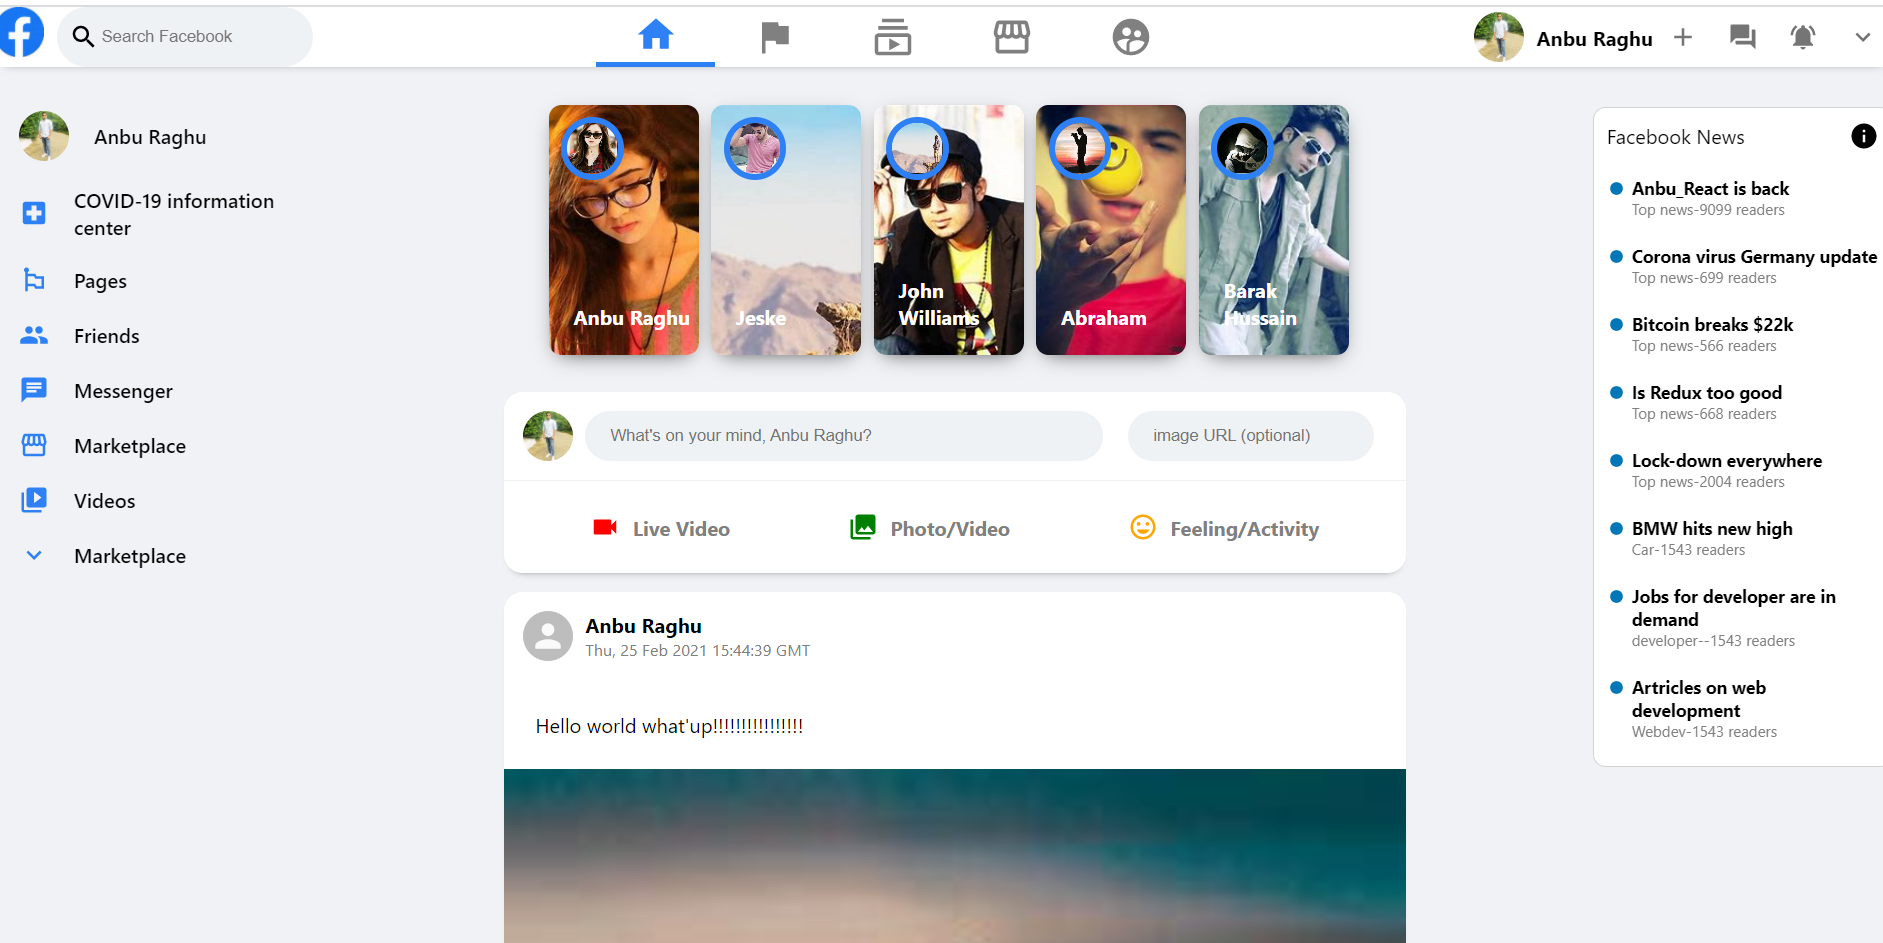 Search Facebook
Anbu Raghu
Anbu Raghu
COVID-19 information
center
Pages
Friends
Messenger
Marketplace
Videos
Marketplace
Anbu Raghu
Jeske
John
Williams
Abraham
Barak
Hussain
What's on your mind, Anbu Raghu?
image URL (optional)
Live Video
Photo/Video
Feeling/Activity
Anbu Raghu
Thu, 25 Feb 2021 15:44:39 GMT
Hello world what'up!!!!!!!!!!!!!!!!
Facebook News
Anbu_React is back
Top news-9099 readers
Corona virus Germany update
Top news-699 readers
Bitcoin breaks $22k
Top news-566 readers
Is Redux too good
Top news-668 readers
Lock-down everywhere
Top news-2004 readers
BMW hits new high
Car-1543 readers
Jobs for developer are in
demand
developer--1543 readers
Artricles on web
development
Webdev-1543 readers